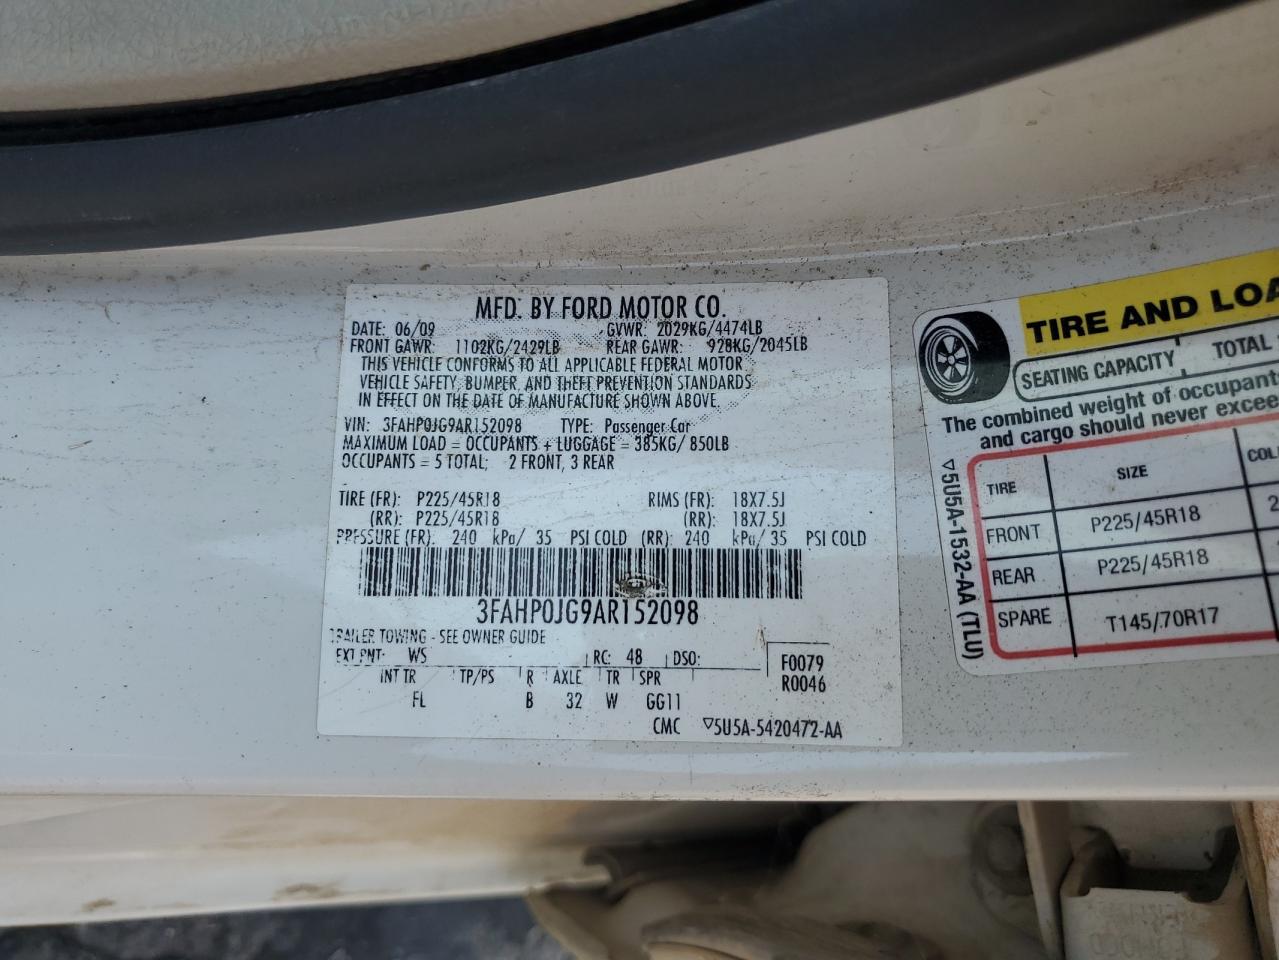 MFD. BY FORD MOTOR CO.
DATE: 06/09 GVWR: 2029KG/4474LB
FRONT GAWR: 1102KG/2429LB REAR GAWR: 928KG/2045LB
THIS VEHICLE CONFORMS TO ALL APPLICABLE FEDERAL MOTOR
VEHICLE SAFETY, BUMPER, AND THEFT PREVENTION STANDARDS
IN EFFECT ON THE DATE OF MANUFACTURE SHOWN ABOVE.
VIN: 3FAHP0JG9AR152098 TYPE: Passenger Car
MAXIMUM LOAD = OCCUPANTS + LUGGAGE = 385KG/ 850LB
OCCUPANTS = 5 TOTAL; 2 FRONT, 3 REAR
TIRE (FR): P225/45R18 RIMS (FR): 18X7.5J
(RR): P225/45R18 (RR): 18X7.5J
PRESSURE (FR): 240 kPa/ 35 PSI COLD (RR): 240 kPa/ 35 PSI COLD
3FAHP0JG9AR152098
TRAILER TOWING - SEE OWNER GUIDE
EXT PNT: WS RC: 48 DSO: F0079
R0046
INT TR TP/PS R AXLE TR SPR
FL B 32 W GG11
CMC ▽5U5A-5420472-AA
TIRE AND LOA
SEATING CAPACITY TOTAL
The combined weight of occupants
and cargo should never excee
TIRE SIZE COL
FRONT P225/45R18 2
REAR P225/45R18
SPARE T145/70R17
▽5U5A-1532-AA (TLU)